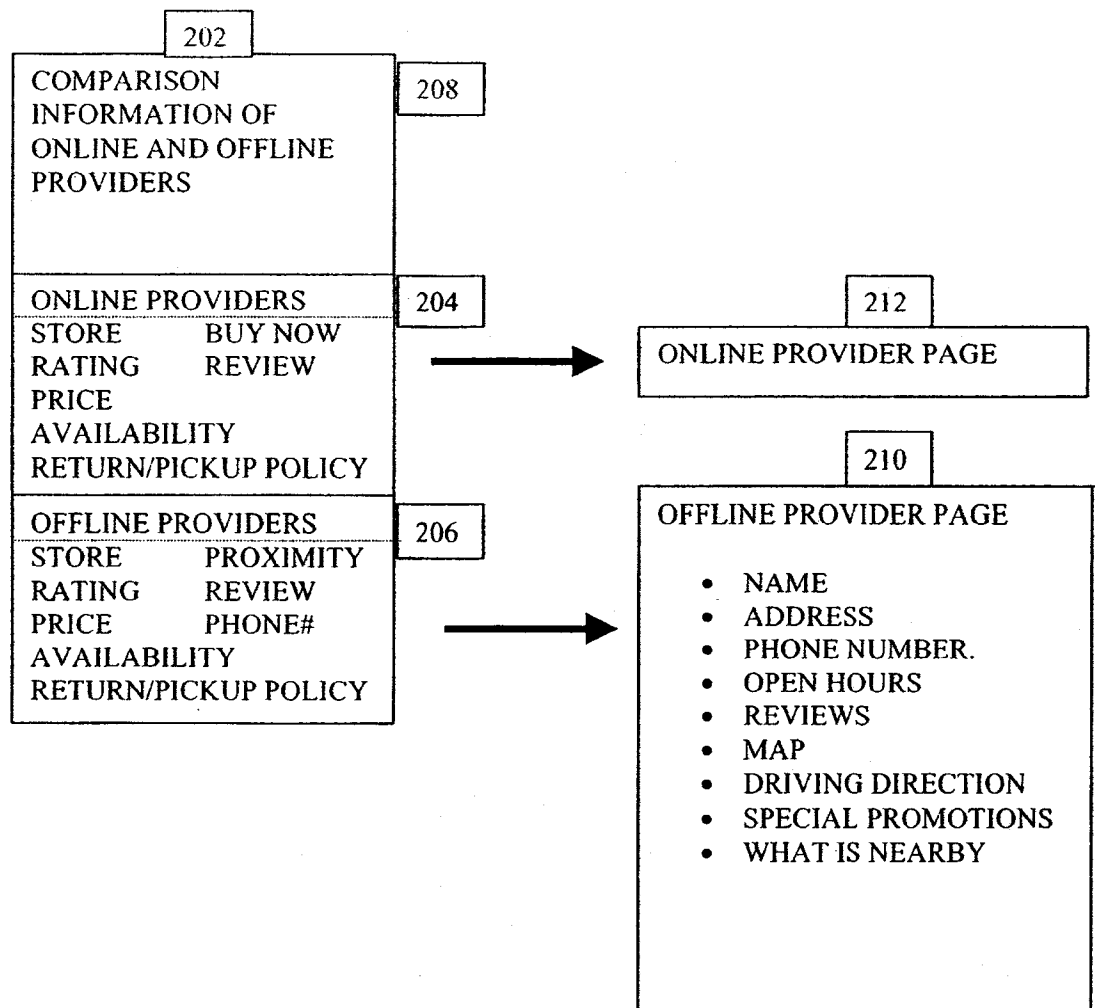 202
COMPARISON
INFORMATION OF
ONLINE AND OFFLINE
PROVIDERS
208
ONLINE PROVIDERS
204
STORE BUY NOW
RATING REVIEW
PRICE
AVAILABILITY
RETURN/PICKUP POLICY
OFFLINE PROVIDERS
206
STORE PROXIMITY
RATING REVIEW
PRICE PHONE#
AVAILABILITY
RETURN/PICKUP POLICY
212
ONLINE PROVIDER PAGE
210
OFFLINE PROVIDER PAGE
• NAME
• ADDRESS
• PHONE NUMBER.
• OPEN HOURS
• REVIEWS
• MAP
• DRIVING DIRECTION
• SPECIAL PROMOTIONS
• WHAT IS NEARBY